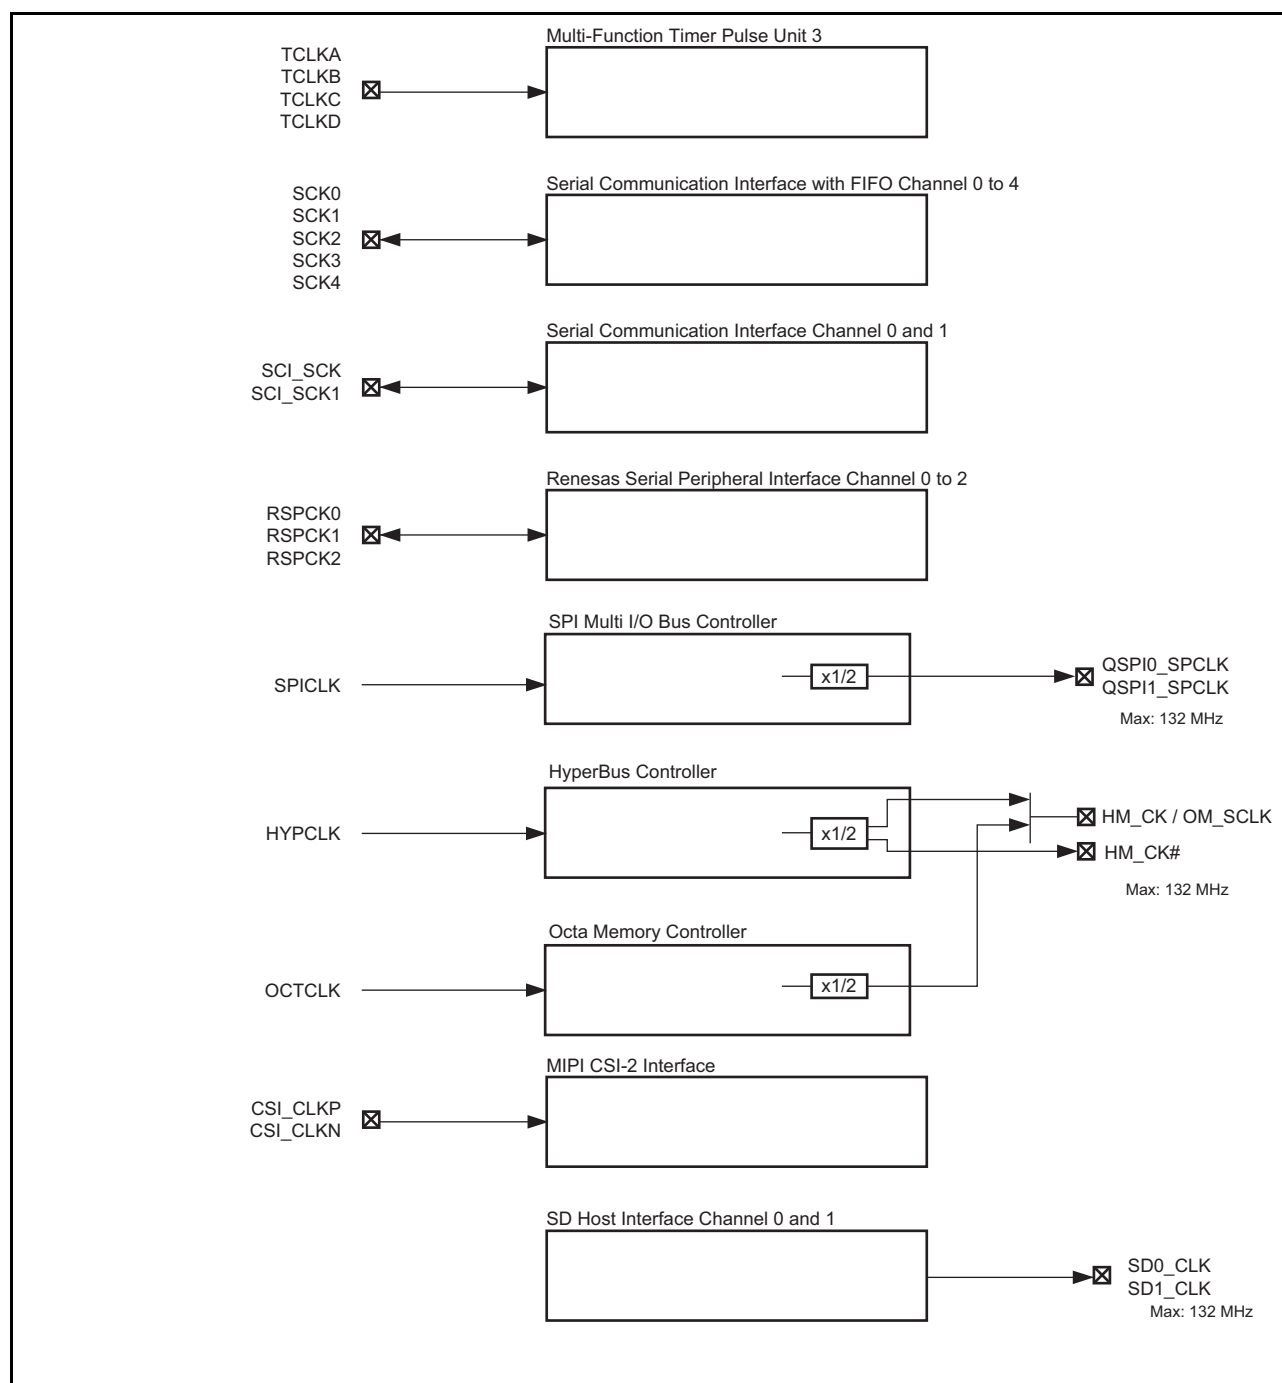 Multi-Function Timer Pulse Unit 3
TCLKA
TCLKB
TCLKC
TCLKD
Serial Communication Interface with FIFO Channel 0 to 4
SCK0
SCK1
SCK2
SCK3
SCK4
Serial Communication Interface Channel 0 and 1
SCI_SCK
SCI_SCK1
Renesas Serial Peripheral Interface Channel 0 to 2
RSPCK0
RSPCK1
RSPCK2
SPI Multi I/O Bus Controller
SPICLK
x1/2
QSPI0_SPCLK
QSPI1_SPCLK
Max: 132 MHz
HyperBus Controller
HYPCLK
x1/2
HM_CK / OM_SCLK
HM_CK#
Max: 132 MHz
Octa Memory Controller
OCTCLK
x1/2
MIPI CSI-2 Interface
CSI_CLKP
CSI_CLKN
SD Host Interface Channel 0 and 1
SD0_CLK
SD1_CLK
Max: 132 MHz